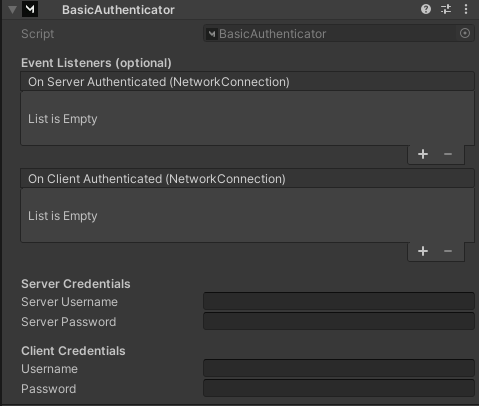 BasicAuthenticator
Script BasicAuthenticator
Event Listeners (optional)
On Server Authenticated (NetworkConnection)
List is Empty
On Client Authenticated (NetworkConnection)
List is Empty
Server Credentials
Server Username
Server Password
Client Credentials
Username
Password